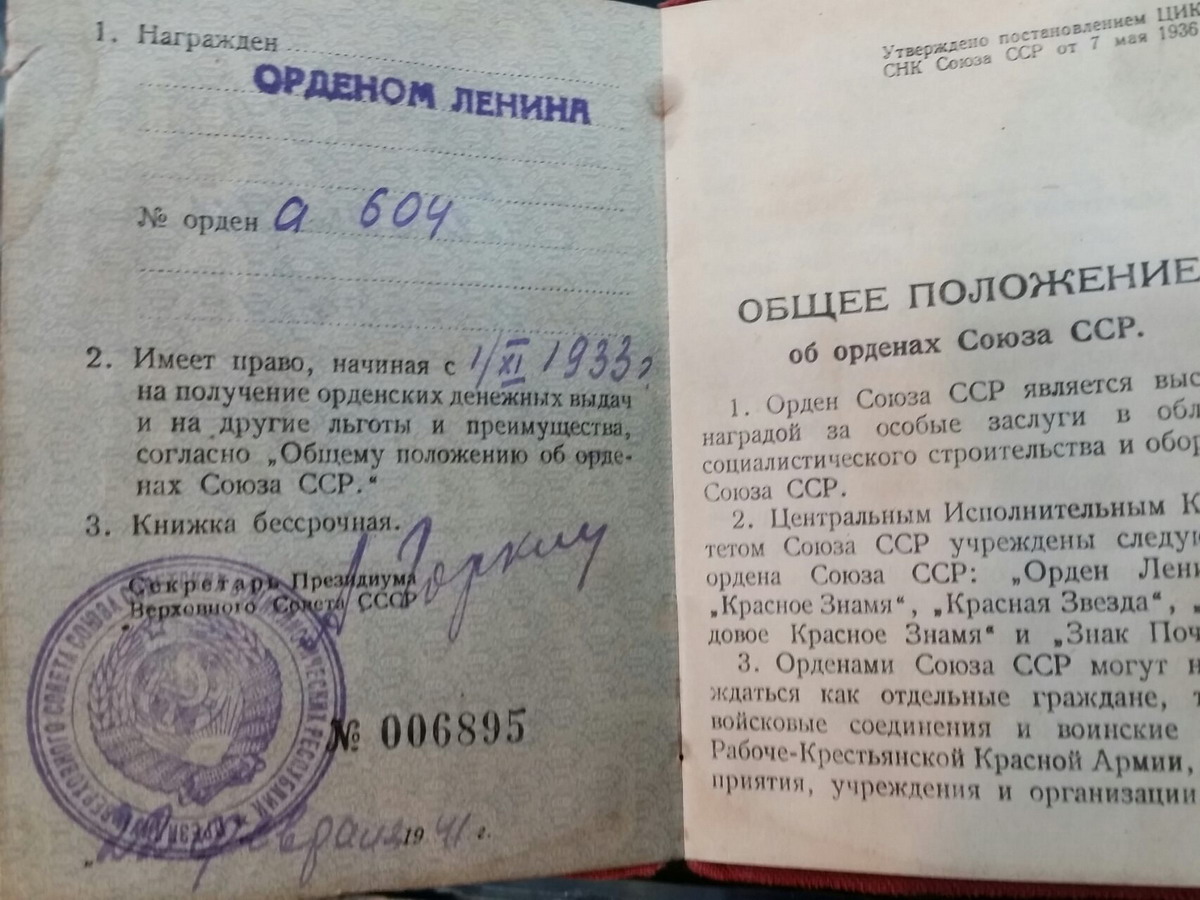 1. Награжден
ОРДЕНОМ ЛЕНИНА
№ орден а 604
2. Имеет право, начиная с 1/XI 1933 г
на получение орденских денежных выдач
и на другие льготы и преимущества,
согласно „Общему положению об орде-
нах Союза ССР.“
3. Книжка бессрочная.
Секретарь Президиума
Верховного Совета СССР
А Горкин
№ 006895
февраля 1941 г.
Утверждено постановлением ЦИК
СНК Союза ССР от 7 мая 1936
ОБЩЕЕ ПОЛОЖЕНИЕ
об орденах Союза ССР.
1. Орден Союза ССР является выс
наградой за особые заслуги в обл
социалистического строительства и обор
Союза ССР.
2. Центральным Исполнительным К
тетом Союза ССР учреждены следую
ордена Союза ССР: „Орден Лени
„Красное Знамя“, „Красная Звезда“, „
довое Красное Знамя“ и „Знак Поч
3. Орденами Союза ССР могут н
ждаться как отдельные граждане, т
войсковые соединения и воинские
Рабоче-Крестьянской Красной Армии,
приятия, учреждения и организации